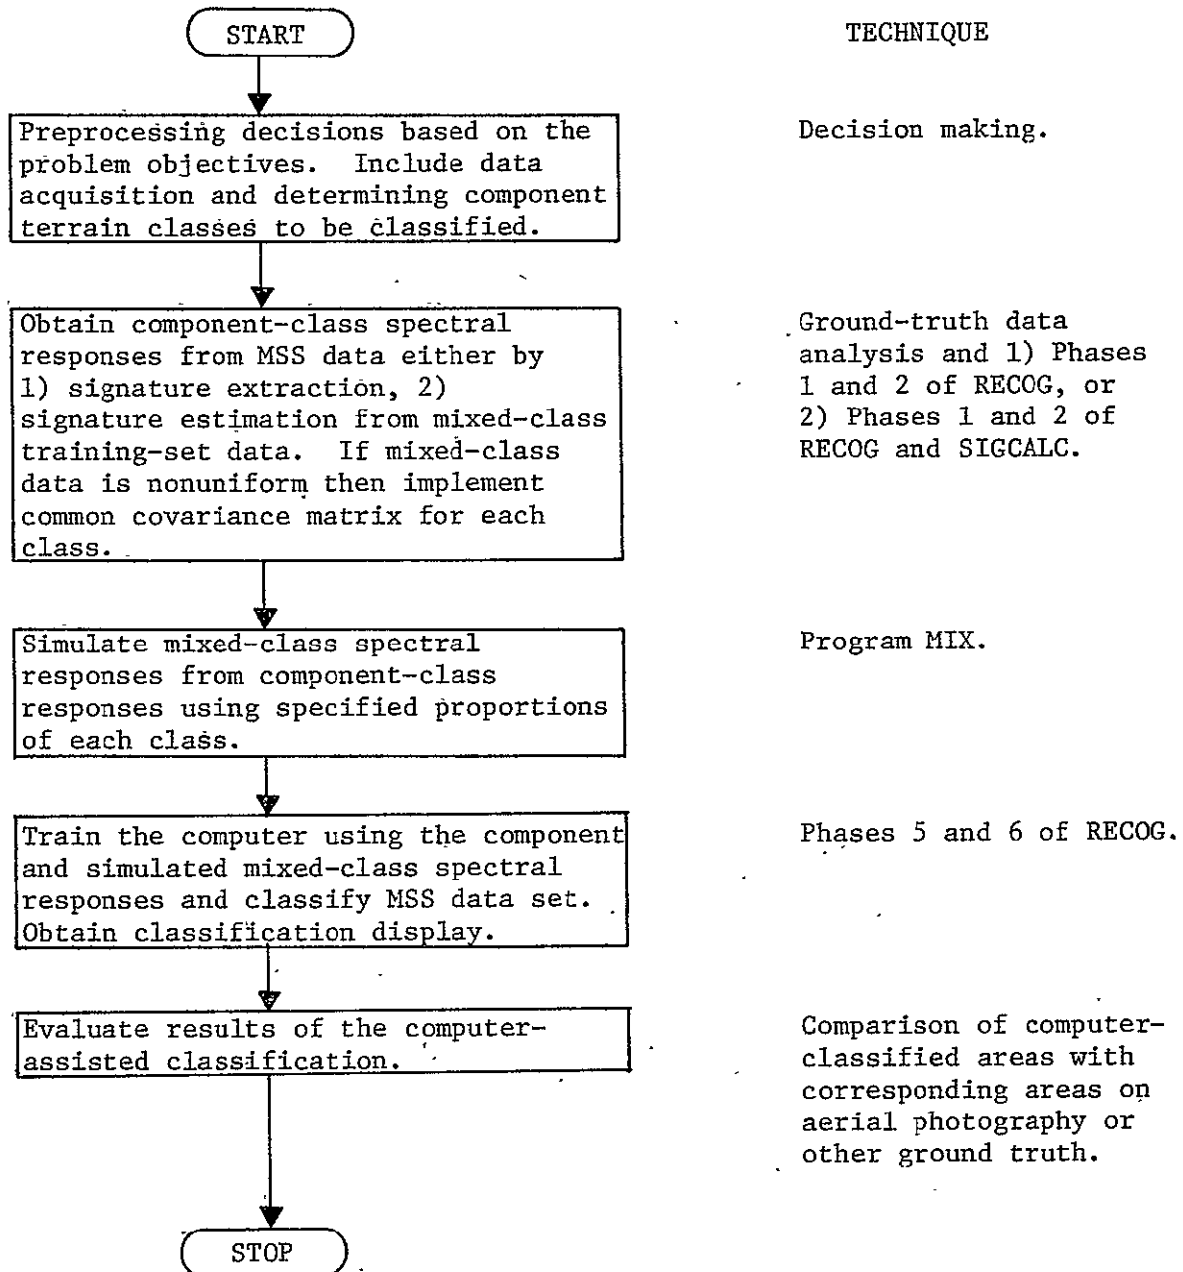 START
TECHNIQUE
Preprocessing decisions based on the
problem objectives. Include data
acquisition and determining component
terrain classes to be classified.
Decision making.
Obtain component-class spectral
responses from MSS data either by
1) signature extraction, 2)
signature estimation from mixed-class
training-set data. If mixed-class
data is nonuniform then implement
common covariance matrix for each
class.
Ground-truth data
analysis and 1) Phases
1 and 2 of RECOG, or
2) Phases 1 and 2 of
RECOG and SIGCALC.
Simulate mixed-class spectral
responses from component-class
responses using specified proportions
of each class.
Program MIX.
Train the computer using the component
and simulated mixed-class spectral
responses and classify MSS data set.
Obtain classification display.
Phases 5 and 6 of RECOG.
Evaluate results of the computer-
assisted classification.
Comparison of computer-
classified areas with
corresponding areas on
aerial photography or
other ground truth.
STOP